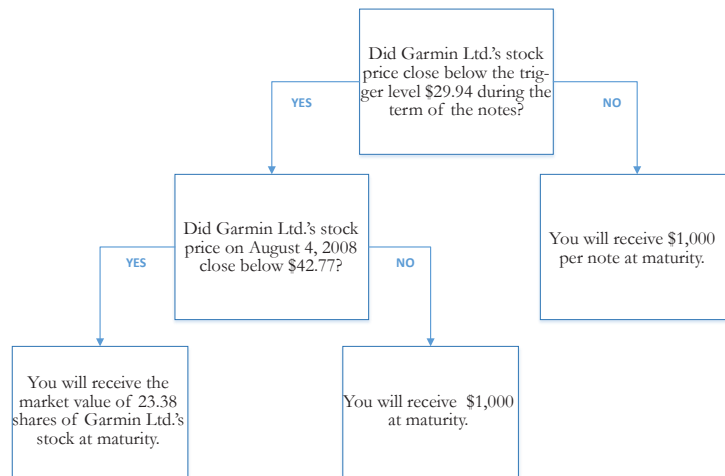 Did Garmin Ltd.'s stock
price close below the trig-
ger level $29.94 during the
term of the notes?
YES
NO
Did Garmin Ltd.'s stock
price on August 4, 2008
close below $42.77?
You will receive $1,000
per note at maturity.
YES
NO
You will receive the
market value of 23.38
shares of Garmin Ltd.'s
stock at maturity.
You will receive $1,000
at maturity.